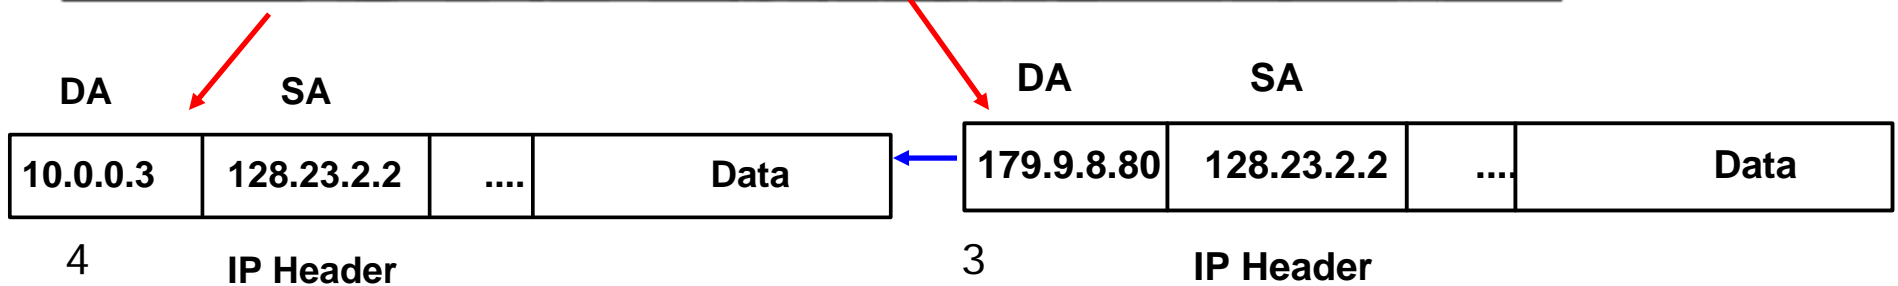 DA SA
DA SA
10.0.0.3 128.23.2.2 .... Data
179.9.8.80 128.23.2.2 .... Data
4 IP Header
3 IP Header